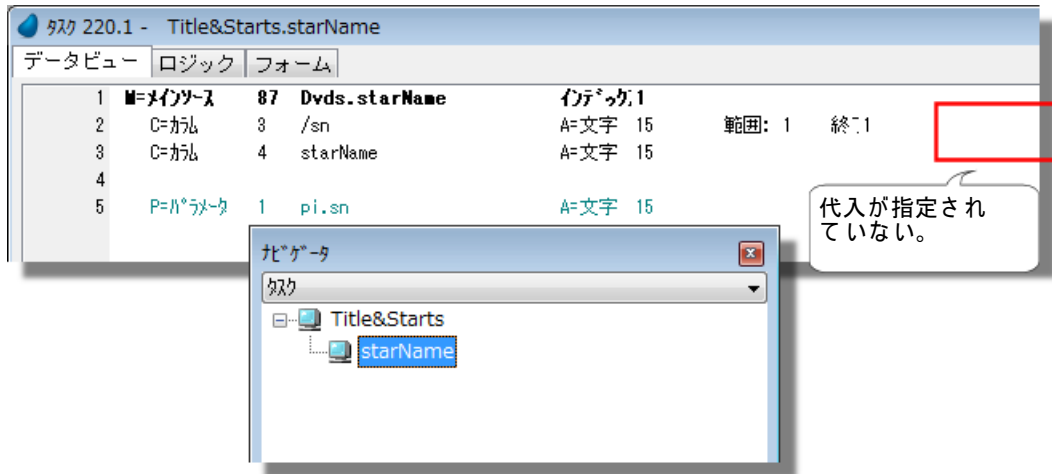 ﾀｽｸ 220.1 - Title&Starts.starName
データビュー ロジック フォーム
1 M=ﾒｲﾝｿｰｽ 87 Dvds.starName ｲﾝﾃﾞｯｸ:1
2 C=ｶﾗﾑ 3 /sn A=文字 15 範囲: 1 終:1
3 C=ｶﾗﾑ 4 starName A=文字 15
4
5 P=ﾊﾟﾗﾒｰﾀ 1 pi.sn A=文字 15
代入が指定され
ていない。
ﾅﾋﾞｹﾞｰﾀ
ﾀｽｸ
Title&Starts
starName